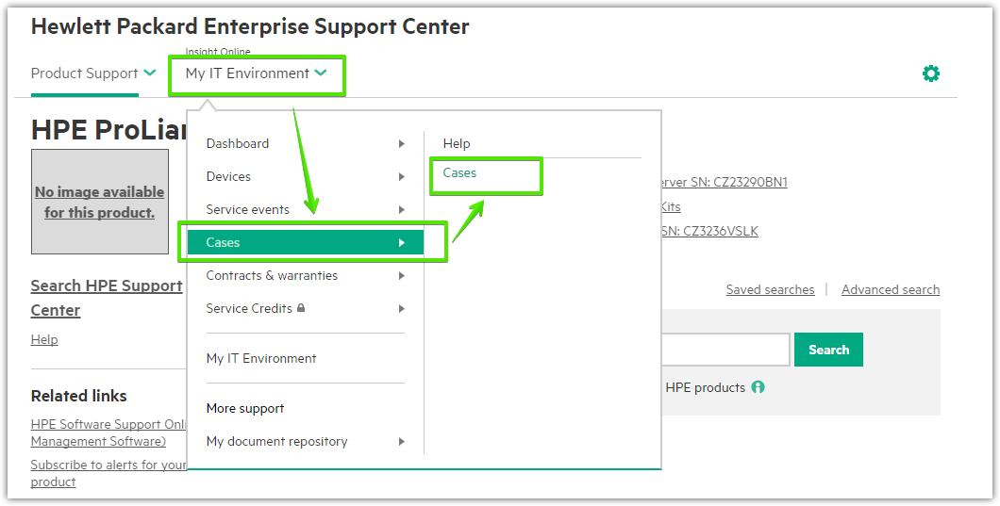 Hewlett Packard Enterprise Support Center
Insight Online
Product Support
My IT Environment
HPE ProLiar
No image available
for this product.
Search HPE Support
Center
Help
Related links
HPE Software Support Onli
Management Software)
Subscribe to alerts for your
product
Dashboard
Devices
Service events
Cases
Contracts & warranties
Service Credits
My IT Environment
More support
My document repository
Help
Cases
erver SN: CZ23290BN1
Kits
SN: CZ3236VSLK
Saved searches
Advanced search
Search
HPE products